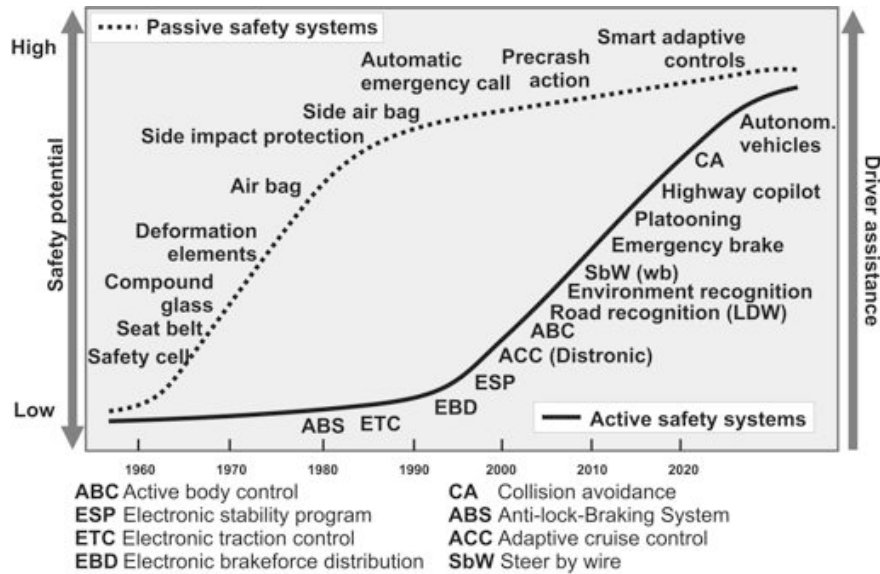 High
Passive safety systems
Automatic
emergency call
Precrash
action
Smart adaptive
controls
Side air bag
Side impact protection
Autonom.
vehicles
CA
Air bag
Highway copilot
Platooning
Deformation
elements
Emergency brake
SbW (wb)
Compound
glass
Environment recognition
Road recognition (LDW)
Seat belt
ABC
Safety cell
ACC (Distronic)
ESP
EBD
Low
ABS
ETC
Active safety systems
Safety potential
Driver assistance
1960 1970 1980 1990 2000 2010 2020
ABC Active body control
ESP Electronic stability program
ETC Electronic traction control
EBD Electronic brakeforce distribution
CA Collision avoidance
ABS Anti-lock-Braking System
ACC Adaptive cruise control
SbW Steer by wire